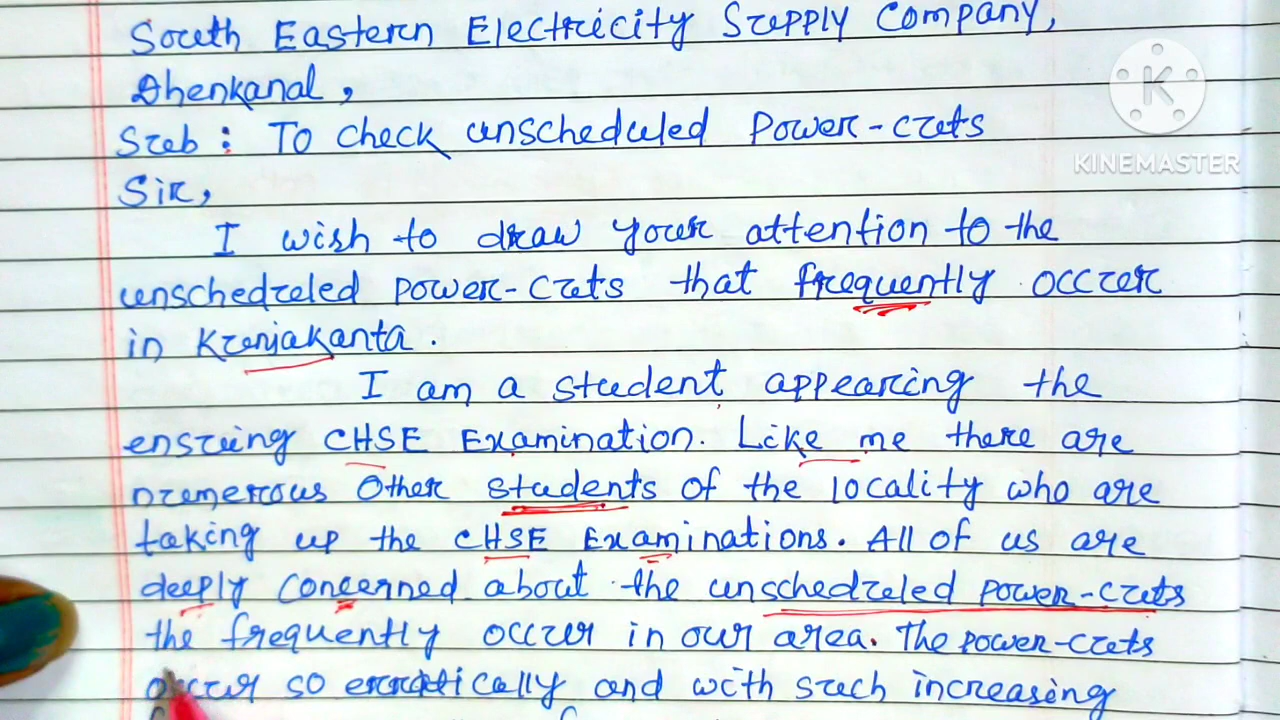 South Eastern Electricity Supply Company,
Dhenkanal,
Sub : To check unscheduled Power-cuts
Sir,
I wish to draw your attention to the
unscheduled power-cuts that frequently occur
in Kunjakanta.
I am a student appearing the
ensuing CHSE Examination. Like me there are
numerous other students of the locality who are
taking up the CHSE Examinations. All of us are
deeply concerned about the unscheduled power-cuts
the frequently occur in our area. The power-cuts
occur so erratically and with such increasing
K
KINEMASTER